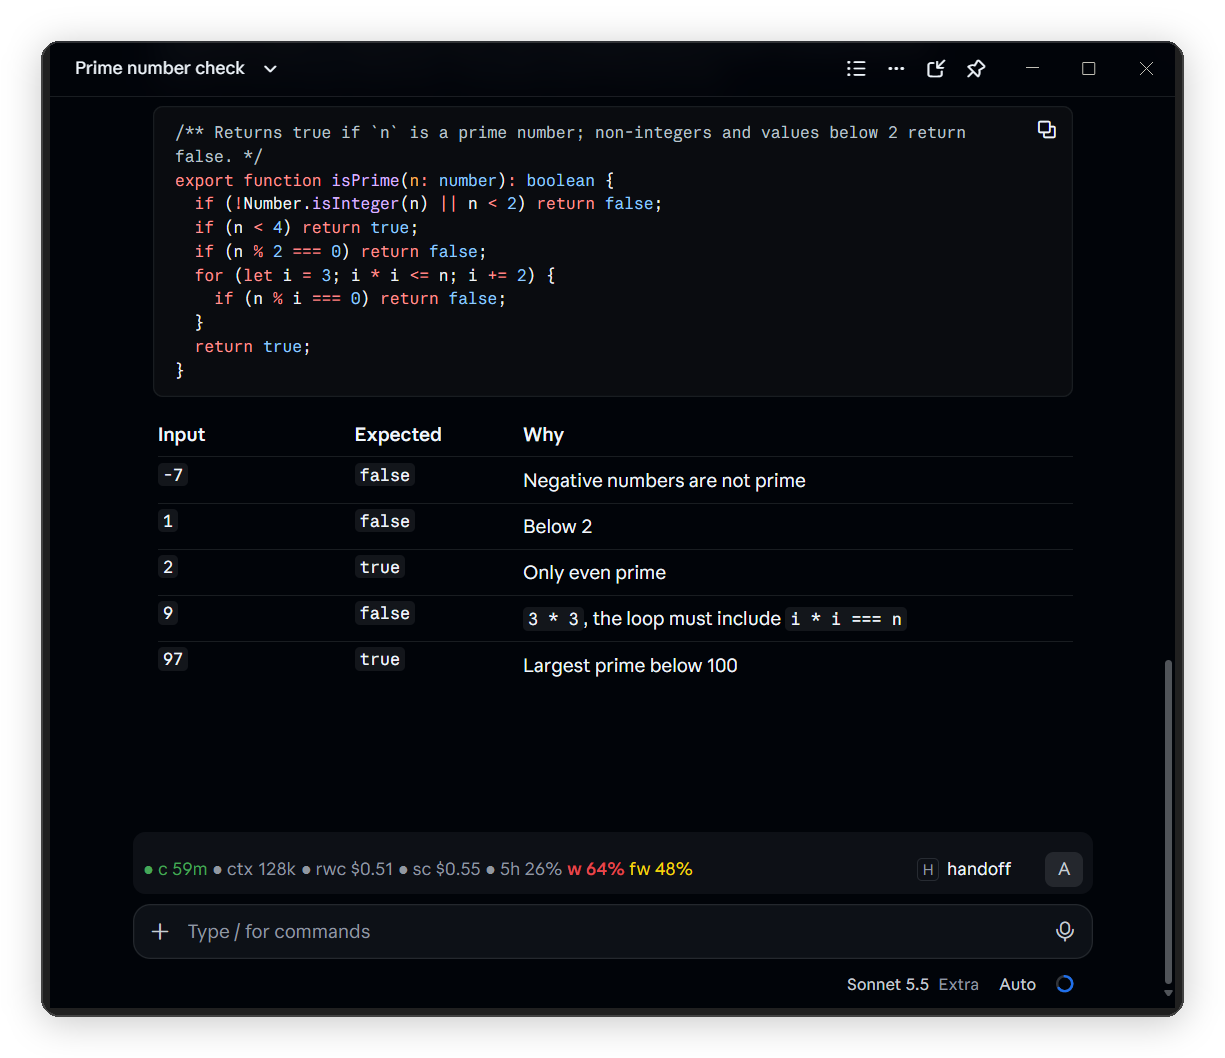 Prime number check
/** Returns true if `n` is a prime number; non-integers and values below 2 return
false. */
export function isPrime(n: number): boolean {
  if (!Number.isInteger(n) || n < 2) return false;
  if (n < 4) return true;
  if (n % 2 === 0) return false;
  for (let i = 3; i * i <= n; i += 2) {
    if (n % i === 0) return false;
  }
  return true;
}
Input Expected Why
-7 false Negative numbers are not prime
1 false Below 2
2 true Only even prime
9 false 3 * 3, the loop must include i * i === n
97 true Largest prime below 100
● c 59m ● ctx 128k ● rwc $0.51 ● sc $0.55 ● 5h 26% w 64% fw 48% H handoff A
Type / for commands
Sonnet 5.5 Extra Auto